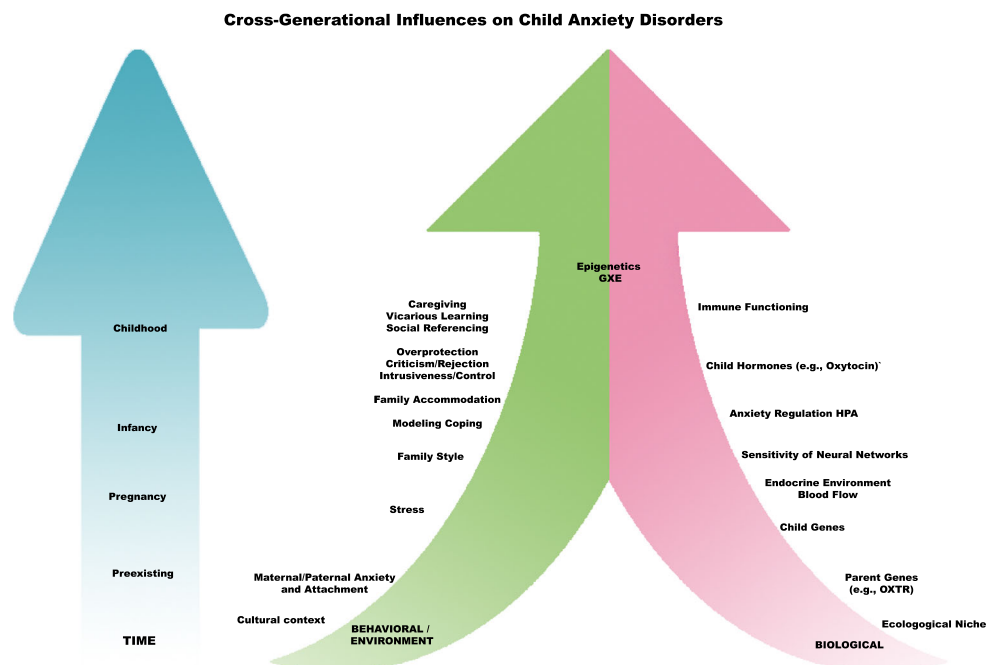 Cross-Generational Influences on Child Anxiety Disorders
Childhood
Infancy
Pregnancy
Preexisting
TIME
Epigenetics
GXE
Caregiving
Vicarious Learning
Social Referencing
Overprotection
Criticism/Rejection
Intrusiveness/Control
Family Accommodation
Modeling Coping
Family Style
Stress
Maternal/Paternal Anxiety
and Attachment
Cultural context
BEHAVIORAL /
ENVIRONMENT
Immune Functioning
Child Hormones (e.g., Oxytocin)`
Anxiety Regulation HPA
Sensitivity of Neural Networks
Endocrine Environment
Blood Flow
Child Genes
Parent Genes
(e.g., OXTR)
Ecologogical Niche
BIOLOGICAL